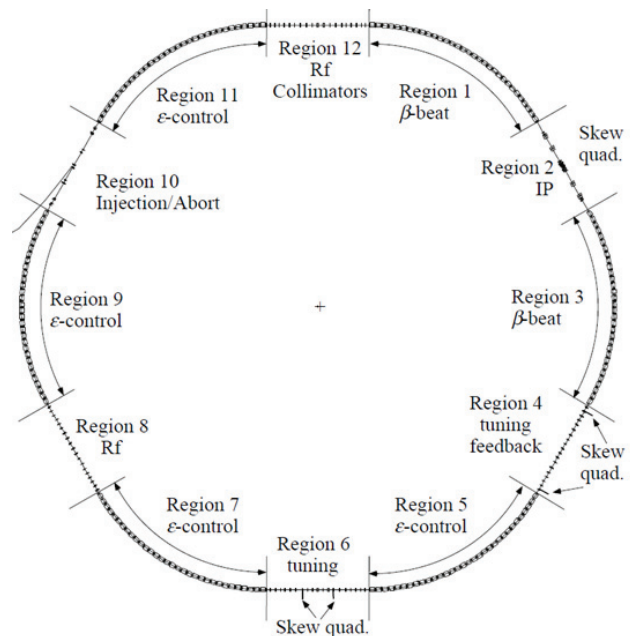 Region 12
Rf
Collimators
Region 1
β-beat
Skew
quad.
Region 2
IP
Region 3
β-beat
Region 4
tuning
feedback
Skew
quad.
Region 5
ε-control
Region 6
tuning
Skew quad.
Region 7
ε-control
Region 8
Rf
Region 9
ε-control
Region 10
Injection/Abort
Region 11
ε-control